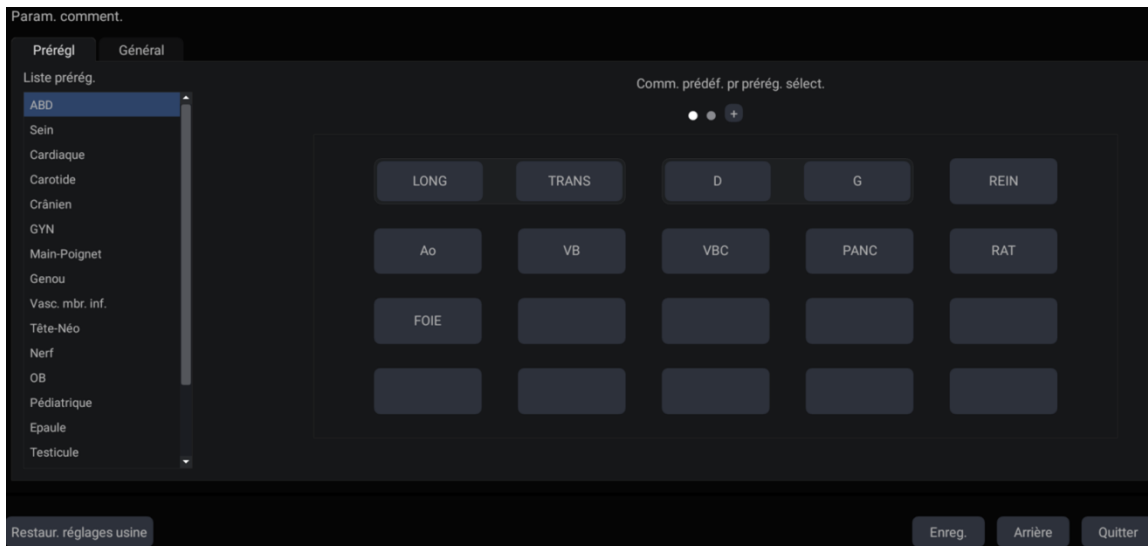 Param. comment.
Prérégl Général
Liste prérég.
Comm. prédéf. pr prérég. sélect.
ABD
Sein
Cardiaque
Carotide
Crânien
GYN
Main-Poignet
Genou
Vasc. mbr. inf.
Tête-Néo
Nerf
OB
Pédiatrique
Epaule
Testicule
+
LONG TRANS D G REIN
Ao VB VBC PANC RAT
FOIE
Restaur. réglages usine
Enreg. Arrière Quitter